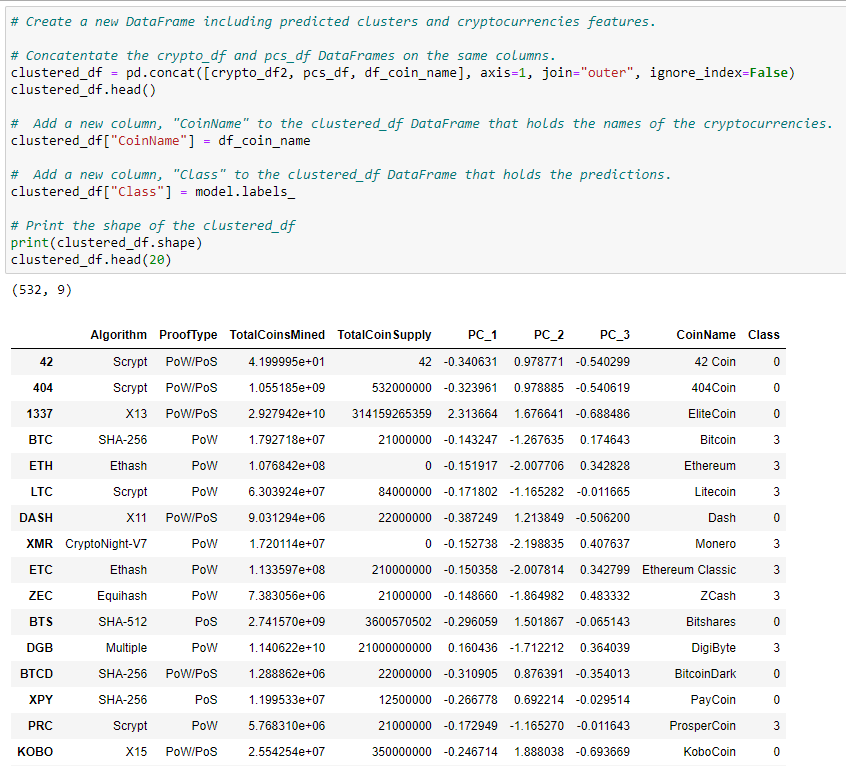 # Create a new DataFrame including predicted clusters and cryptocurrencies features.
# Concatentate the crypto_df and pcs_df DataFrames on the same columns.
clustered_df = pd.concat([crypto_df2, pcs_df, df_coin_name], axis=1, join="outer", ignore_index=False)
clustered_df.head()
#  Add a new column, "CoinName" to the clustered_df DataFrame that holds the names of the cryptocurrencies.
clustered_df["CoinName"] = df_coin_name
#  Add a new column, "Class" to the clustered_df DataFrame that holds the predictions.
clustered_df["Class"] = model.labels_
# Print the shape of the clustered_df
print(clustered_df.shape)
clustered_df.head(20)
(532, 9)
Algorithm ProofType TotalCoinsMined TotalCoinSupply PC_1 PC_2 PC_3 CoinName Class
42 Scrypt PoW/PoS 4.199995e+01 42 -0.340631 0.978771 -0.540299 42 Coin 0
404 Scrypt PoW/PoS 1.055185e+09 532000000 -0.323961 0.978885 -0.540619 404Coin 0
1337 X13 PoW/PoS 2.927942e+10 314159265359 2.313664 1.676641 -0.688486 EliteCoin 0
BTC SHA-256 PoW 1.792718e+07 21000000 -0.143247 -1.267635 0.174643 Bitcoin 3
ETH Ethash PoW 1.076842e+08 0 -0.151917 -2.007706 0.342828 Ethereum 3
LTC Scrypt PoW 6.303924e+07 84000000 -0.171802 -1.165282 -0.011665 Litecoin 3
DASH X11 PoW/PoS 9.031294e+06 22000000 -0.387249 1.213849 -0.506200 Dash 0
XMR CryptoNight-V7 PoW 1.720114e+07 0 -0.152738 -2.198835 0.407637 Monero 3
ETC Ethash PoW 1.133597e+08 210000000 -0.150358 -2.007814 0.342799 Ethereum Classic 3
ZEC Equihash PoW 7.383056e+06 21000000 -0.148660 -1.864982 0.483332 ZCash 3
BTS SHA-512 PoS 2.741570e+09 3600570502 -0.296059 1.501867 -0.065143 Bitshares 0
DGB Multiple PoW 1.140622e+10 21000000000 0.160436 -1.712212 0.364039 DigiByte 3
BTCD SHA-256 PoW/PoS 1.288862e+06 22000000 -0.310905 0.876391 -0.354013 BitcoinDark 0
XPY SHA-256 PoS 1.199533e+07 12500000 -0.266778 0.692214 -0.029514 PayCoin 0
PRC Scrypt PoW 5.768310e+06 21000000 -0.172949 -1.165270 -0.011643 ProsperCoin 3
KOBO X15 PoW/PoS 2.554254e+07 350000000 -0.246714 1.888038 -0.693669 KoboCoin 0